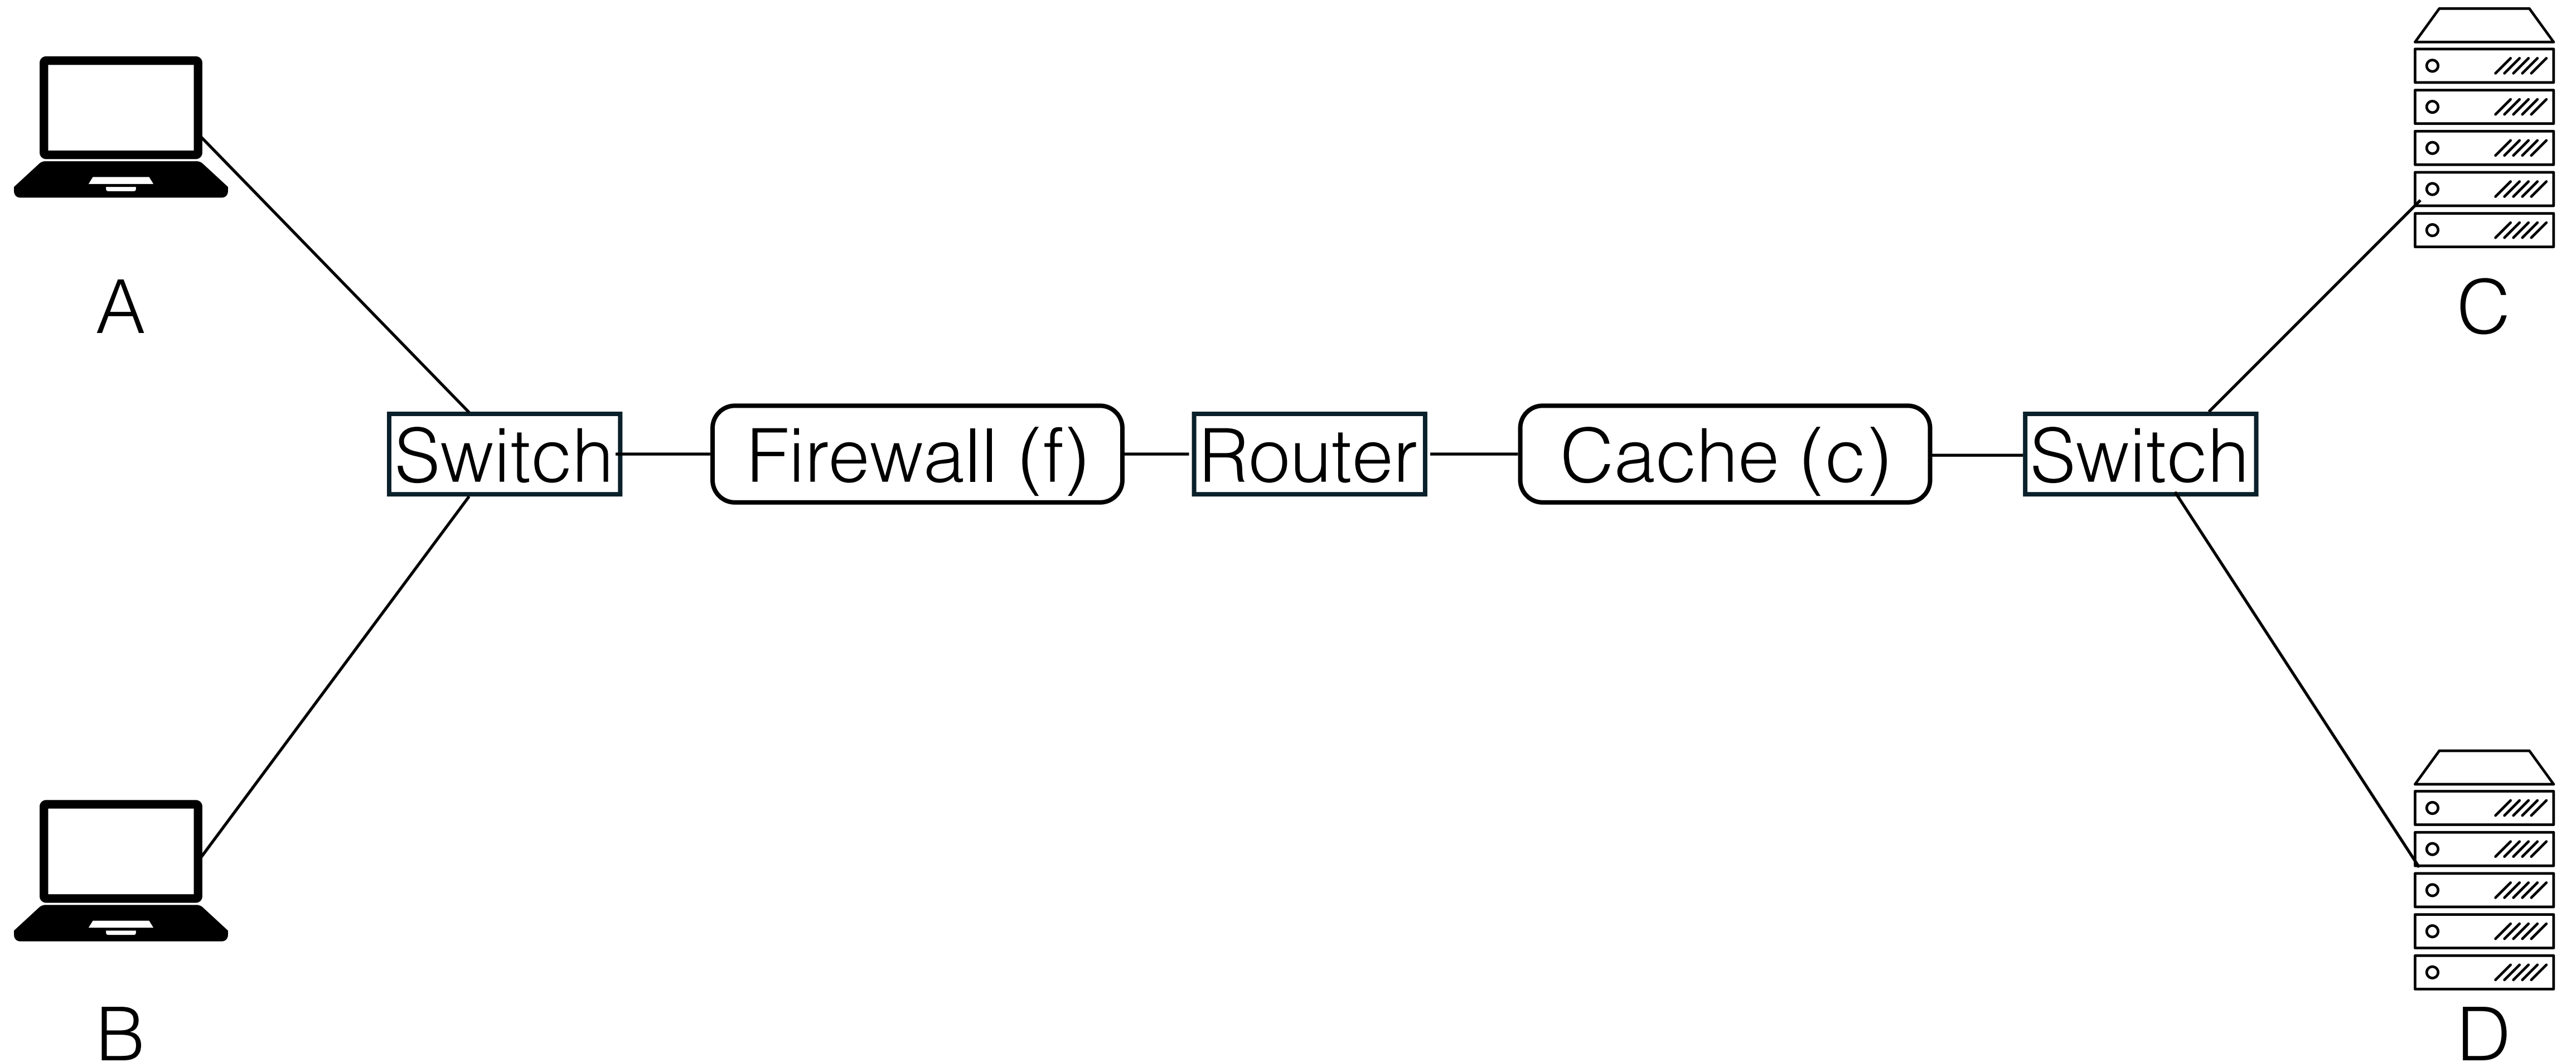 A
C
Switch
Firewall (f)
Router
Cache (c)
Switch
B
D